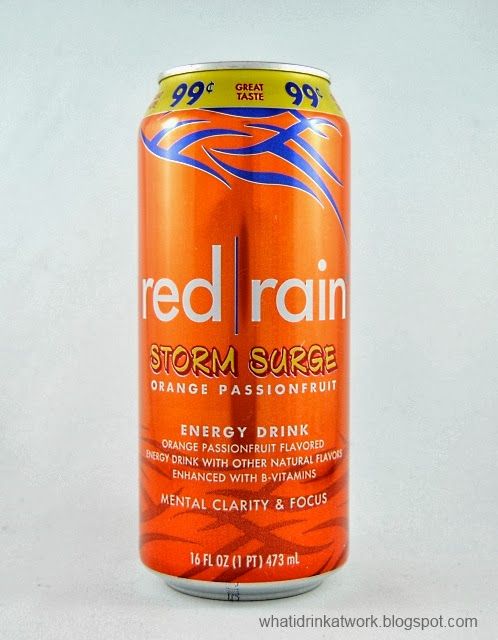 99¢ GREAT TASTE 99¢
red|rain
STORM SURGE
ORANGE PASSIONFRUIT
ENERGY DRINK
ORANGE PASSIONFRUIT FLAVORED
ENERGY DRINK WITH OTHER NATURAL FLAVORS
ENHANCED WITH B-VITAMINS
MENTAL CLARITY & FOCUS
16 FL OZ (1 PT) 473 mL
whatidrinkatwork.blogspot.com